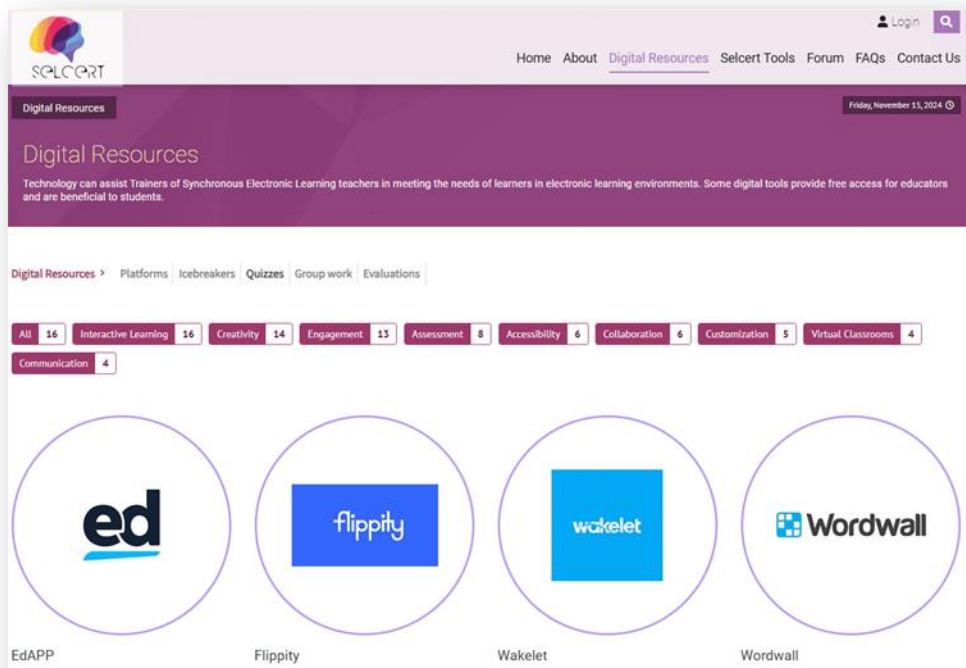 Login
SELCERT
Home About Digital Resources Selcert Tools Forum FAQs Contact Us
Digital Resources
Friday, November 15, 2024
Digital Resources
Technology can assist Trainers of Synchronous Electronic Learning teachers in meeting the needs of learners in electronic learning environments. Some digital tools provide free access for educators
and are beneficial to students.
Digital Resources > Platforms Icebreakers Quizzes Group work Evaluations
All 16 Interactive Learning 16 Creativity 14 Engagement 13 Assessment 8 Accessibility 6 Collaboration 6 Customization 5 Virtual Classrooms 4
Communication 4
ed flippity wakelet Wordwall
EdAPP Flippity Wakelet Wordwall